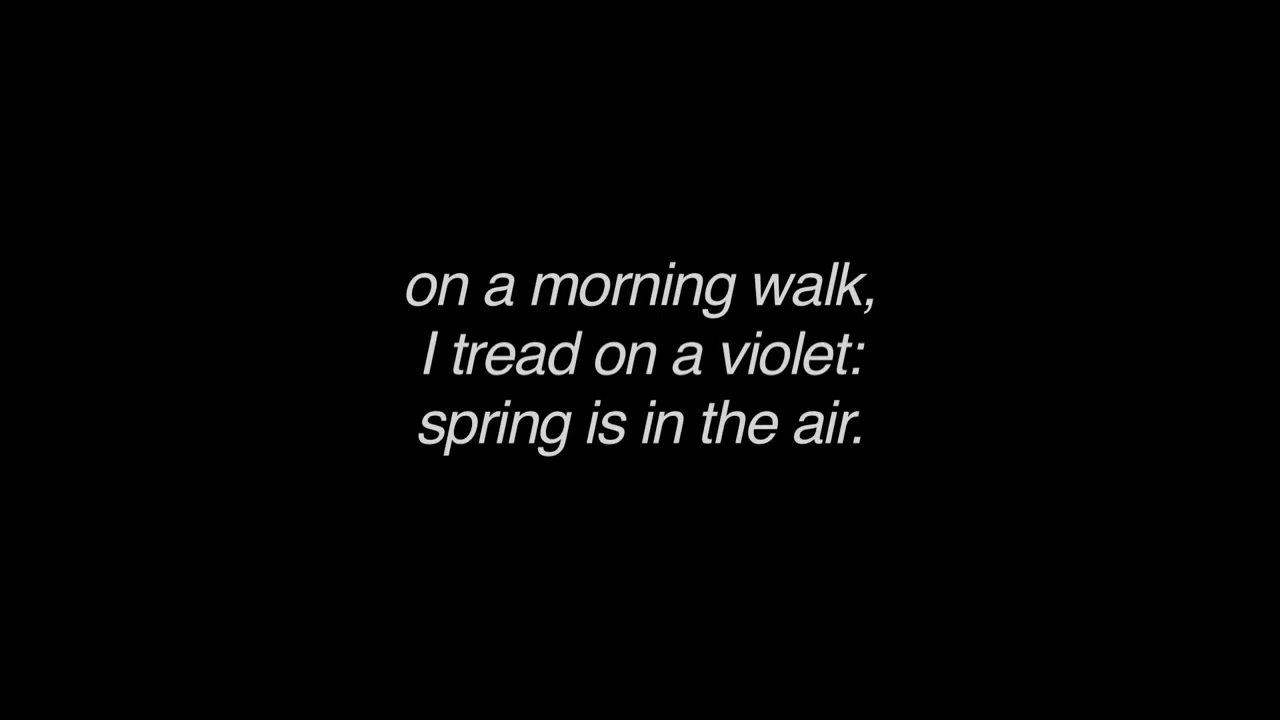 on a morning walk,
I tread on a violet:
spring is in the air.